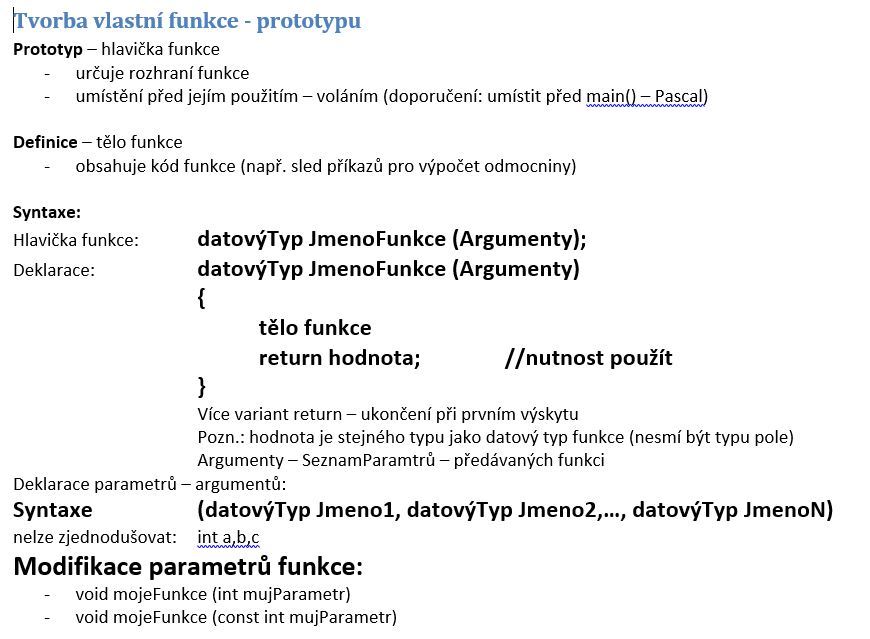 Tvorba vlastní funkce - prototypu
Prototyp – hlavička funkce
- určuje rozhraní funkce
- umístění před jejím použitím – voláním (doporučení: umístit před main() – Pascal)
Definice – tělo funkce
- obsahuje kód funkce (např. sled příkazů pro výpočet odmocniny)
Syntaxe:
Hlavička funkce: datovýTyp JmenoFunkce (Argumenty);
Deklarace: datovýTyp JmenoFunkce (Argumenty)
{
tělo funkce
return hodnota; //nutnost použít
}
Více variant return – ukončení při prvním výskytu
Pozn.: hodnota je stejného typu jako datový typ funkce (nesmí být typu pole)
Argumenty – SeznamParamtrů – předávaných funkci
Deklarace parametrů – argumentů:
Syntaxe (datovýTyp Jmeno1, datovýTyp Jmeno2,…, datovýTyp JmenoN)
nelze zjednodušovat: int a,b,c
Modifikace parametrů funkce:
- void mojeFunkce (int mujParametr)
- void mojeFunkce (const int mujParametr)